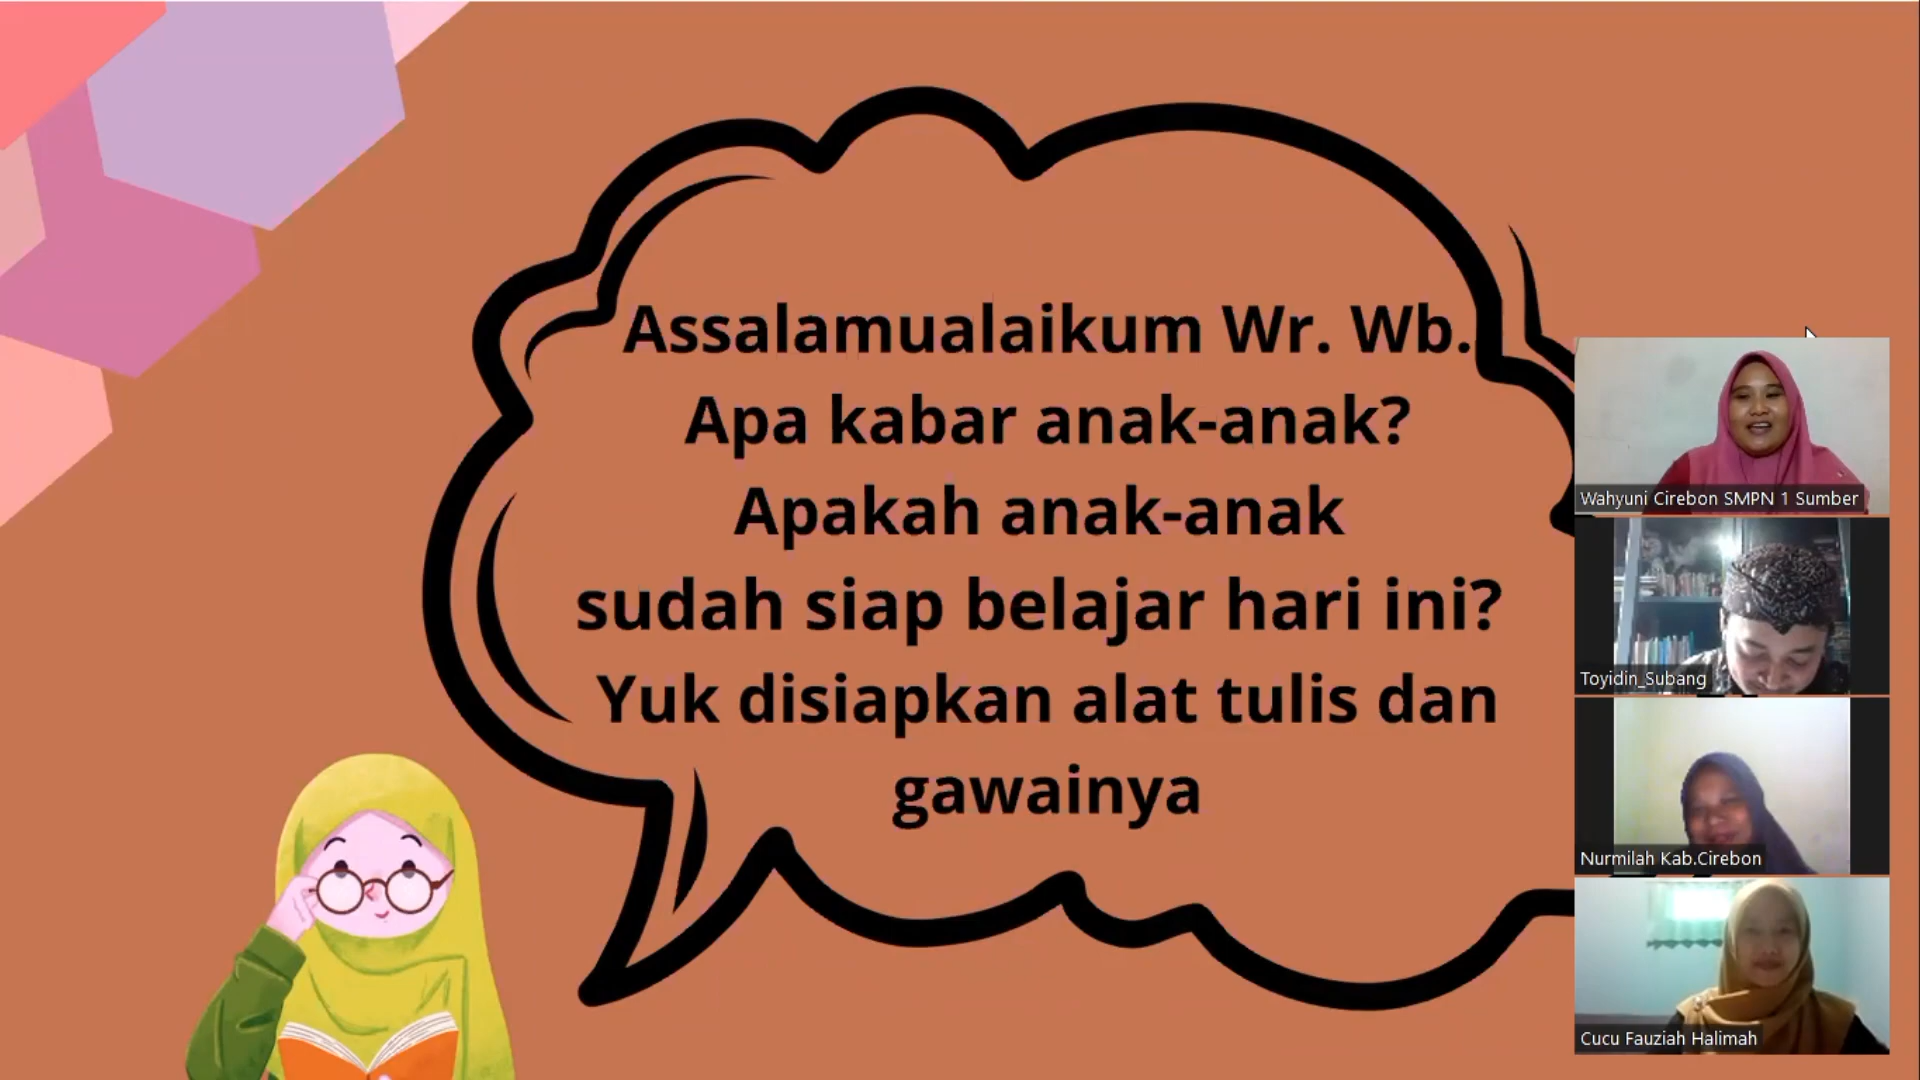 Assalamualaikum Wr. Wb.
Apa kabar anak-anak?
Apakah anak-anak
sudah siap belajar hari ini?
Yuk disiapkan alat tulis dan
gawainya
Wahyuni Cirebon SMPN 1 Sumber
Toyidin_Subang
Nurmilah Kab.Cirebon
Cucu Fauziah Halimah